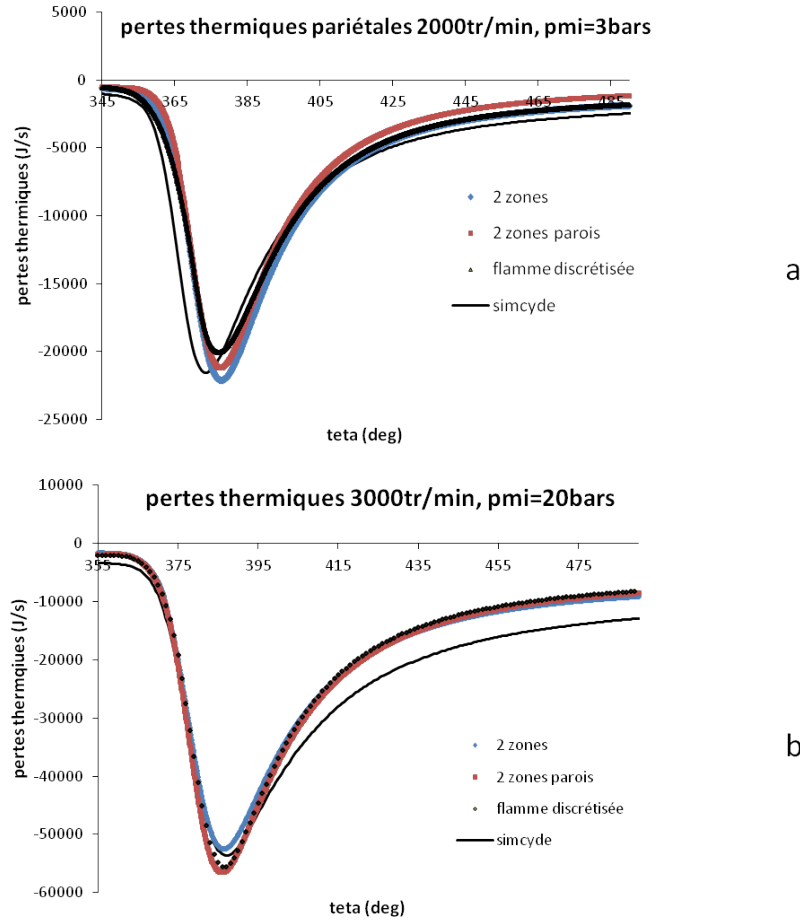 pertes thermiques pariétales 2000tr/min, pmi=3bars
5000
0
-5000
-10000
-15000
-20000
-25000
345 365 385 405 425 445 465 485
pertes thermiques (J/s)
teta (deg)
2 zones
2 zones parois
flamme discrétisée
simcyde
a
pertes thermiques 3000tr/min, pmi=20bars
10000
0
-10000
-20000
-30000
-40000
-50000
-60000
355 375 395 415 435 455 475
pertes thermqiues (J/s)
teta (deg)
2 zones
2 zones parois
flamme discrétisée
simcyde
b